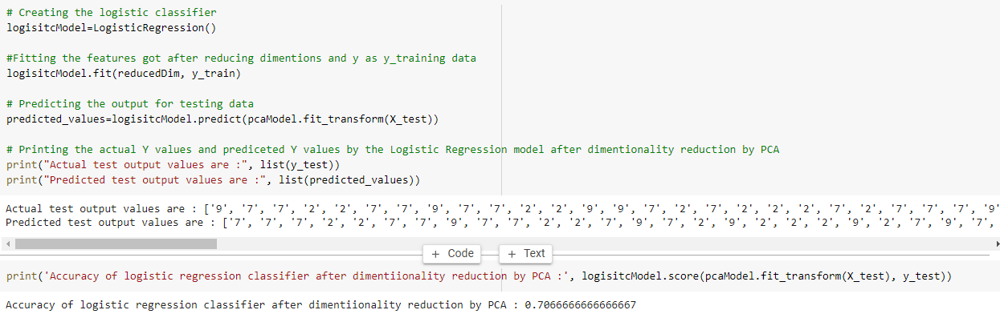 # Creating the logistic classifier
logisitcModel=LogisticRegression()
#Fitting the features got after reducing dimentions and y as y_training data
logisitcModel.fit(reducedDim, y_train)
# Predicting the output for testing data
predicted_values=logisitcModel.predict(pcaModel.fit_transform(X_test))
# Printing the actual Y values and prediceted Y values by the Logistic Regression model after dimentionality reduction by PCA
print("Actual test output values are :", list(y_test))
print("Predicted test output values are :", list(predicted_values))
Actual test output values are : ['9', '7', '7', '2', '2', '7', '7', '9', '7', '7', '2', '2', '9', '9', '7', '2', '7', '2', '2', '2', '7', '2', '7', '7', '7', '9'
Predicted test output values are : ['7', '7', '7', '2', '2', '7', '7', '9', '7', '7', '2', '2', '7', '9', '7', '2', '9', '2', '2', '2', '9', '2', '7', '9', '7',
+ Code + Text
print('Accuracy of logistic regression classifier after dimentiionality reduction by PCA :', logisitcModel.score(pcaModel.fit_transform(X_test), y_test))
Accuracy of logistic regression classifier after dimentiionality reduction by PCA : 0.7066666666666667